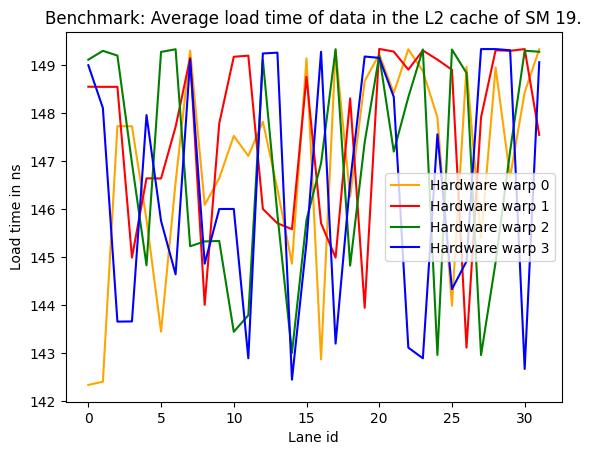 Benchmark: Average load time of data in the L2 cache of SM 19.
149
148
147
146
145
144
143
142
Load time in ns
Hardware warp 0
Hardware warp 1
Hardware warp 2
Hardware warp 3
0 5 10 15 20 25 30
Lane id